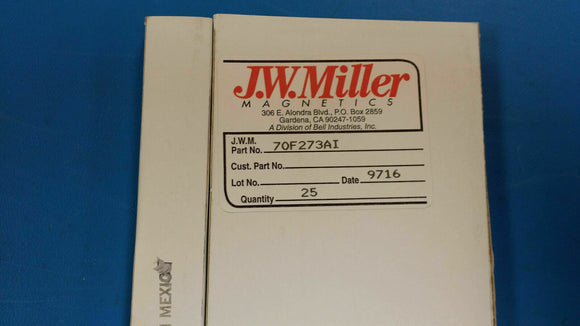 J.W.Miller
MAGNETICS
306 E. Alondra Blvd., P.O. Box 2859
Gardena, CA 90247-1059
A Division of Bell Industries, Inc.
J.W.M.
Part No. 70F273AI
Cust. Part No.
Lot No. Date 9716
Quantity 25
MEXICO